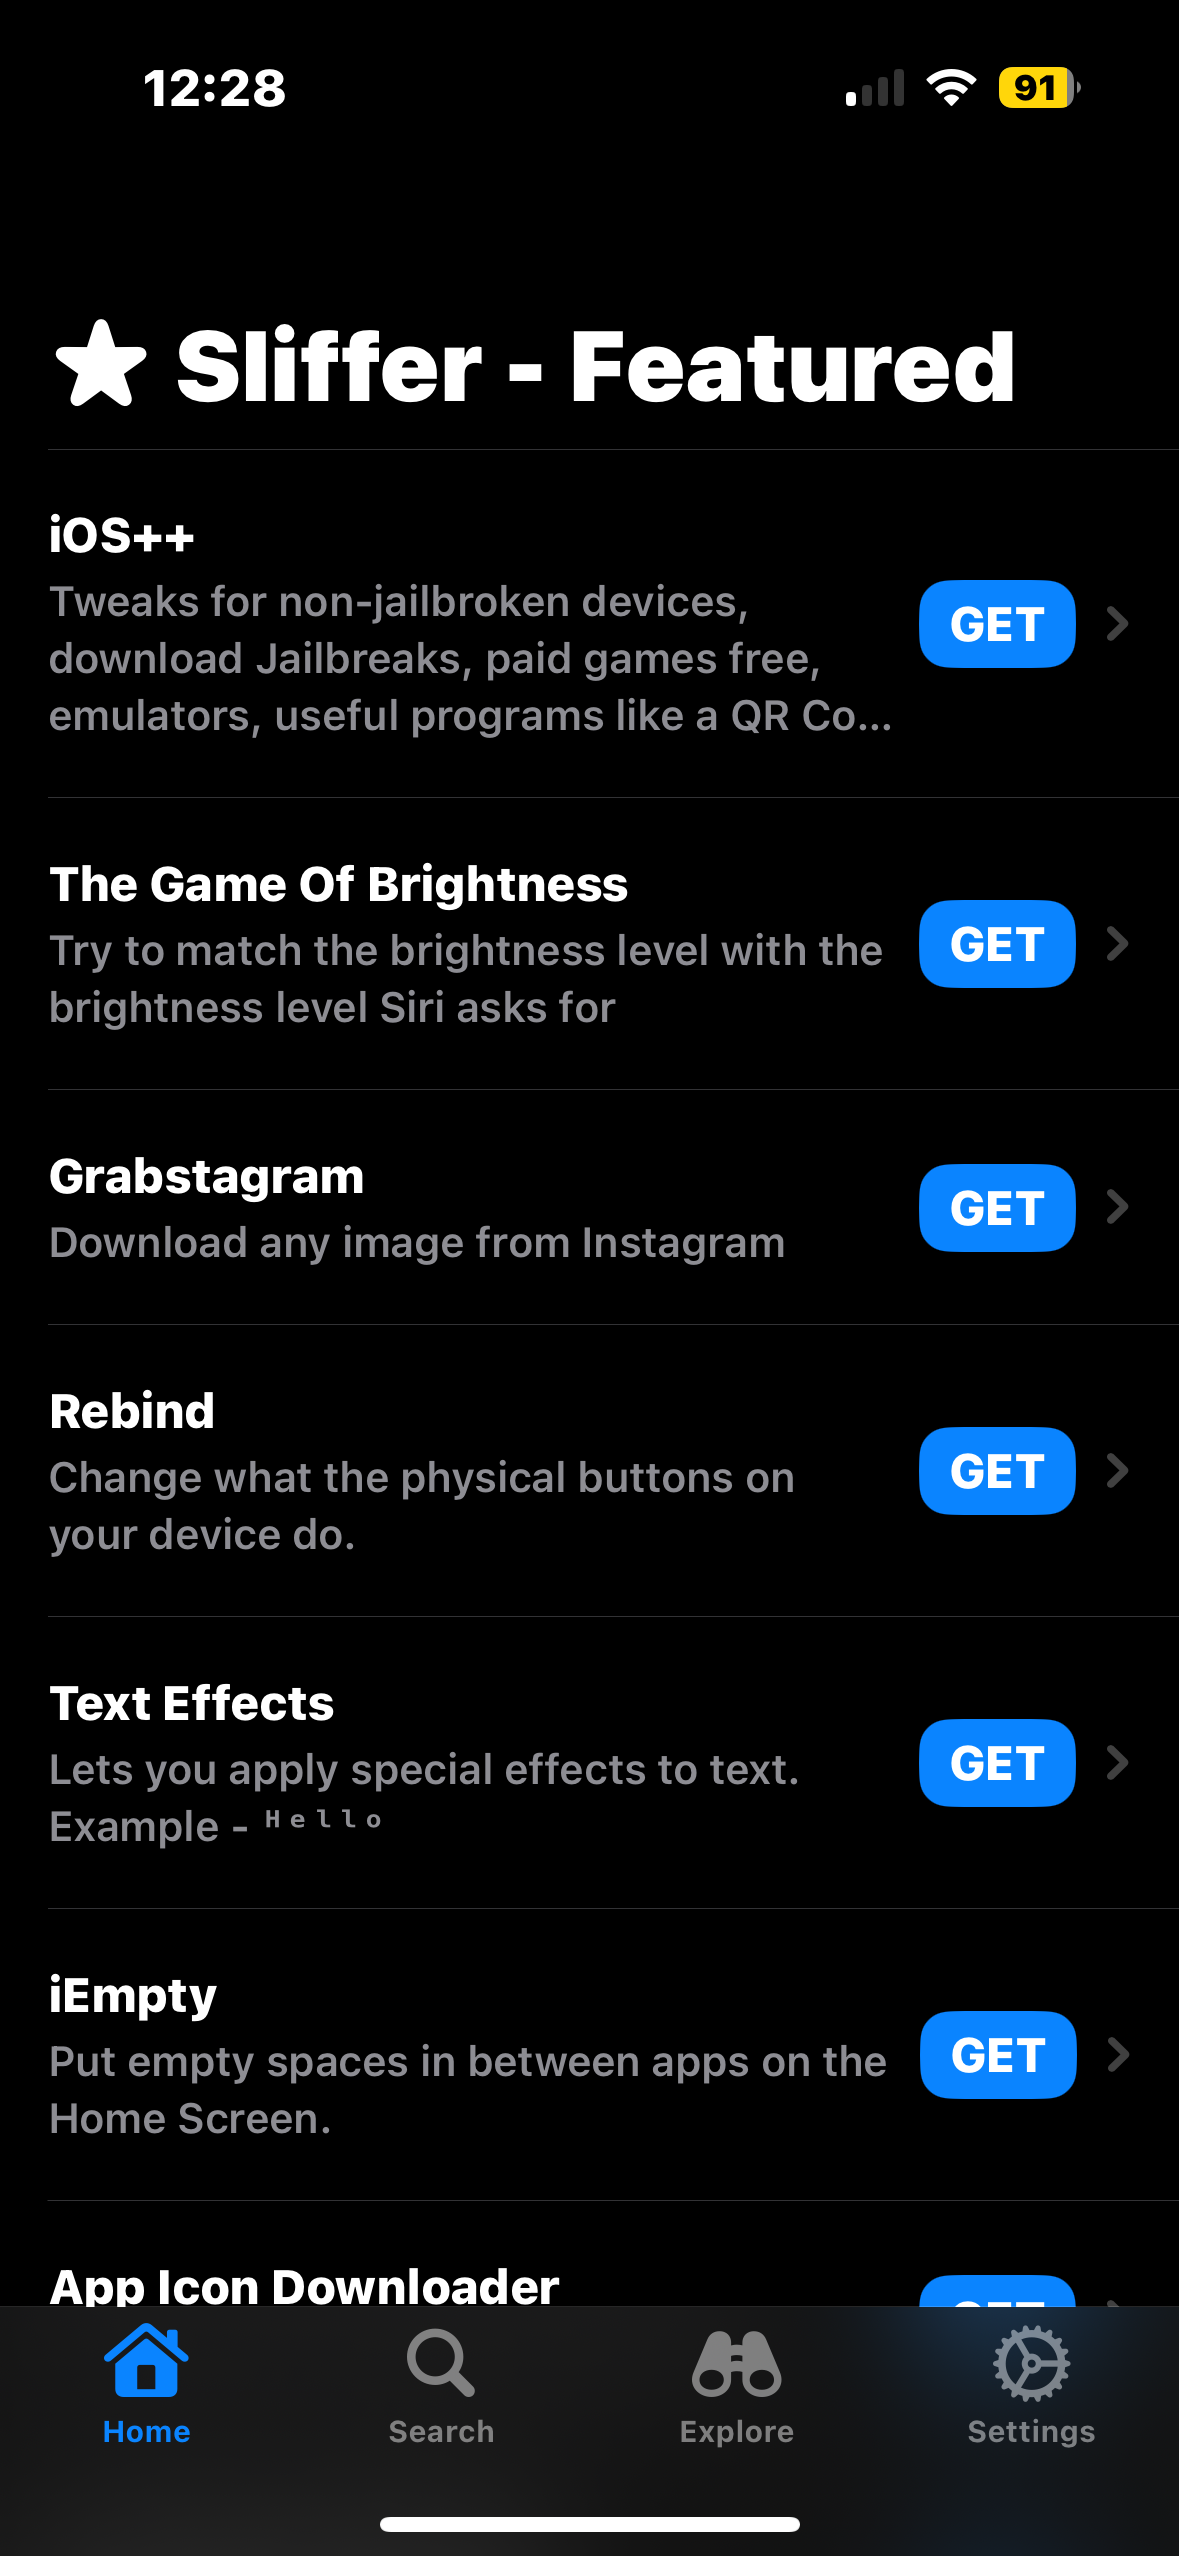 12:28
91
Sliffer - Featured
iOS++
Tweaks for non-jailbroken devices,
download Jailbreaks, paid games free,
emulators, useful programs like a QR Co...
GET
The Game Of Brightness
Try to match the brightness level with the
brightness level Siri asks for
GET
Grabstagram
Download any image from Instagram
GET
Rebind
Change what the physical buttons on
your device do.
GET
Text Effects
Lets you apply special effects to text.
Example - ᴴ ᵉ ˡ ˡ ᵒ
GET
iEmpty
Put empty spaces in between apps on the
Home Screen.
GET
App Icon Downloader
GET
Home
Search
Explore
Settings